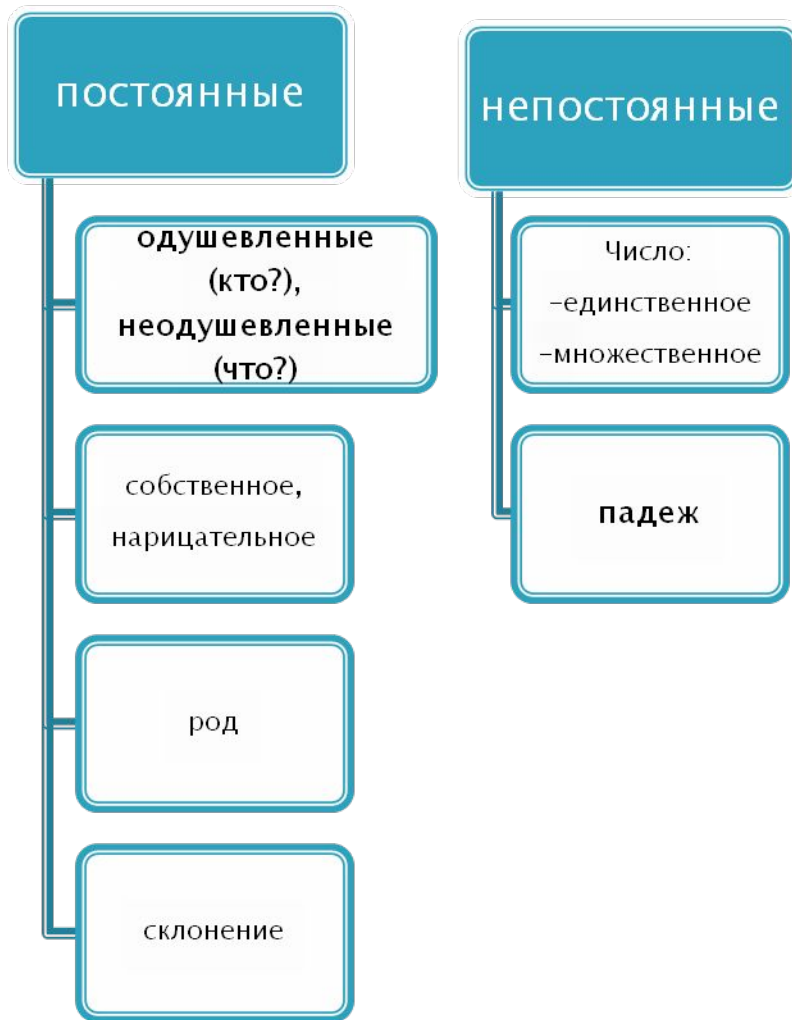 постоянные
одушевленные
(кто?),
неодушевленные
(что?)
собственное,
нарицательное
род
склонение
непостоянные
Число:
-единственное
-множественное
падеж